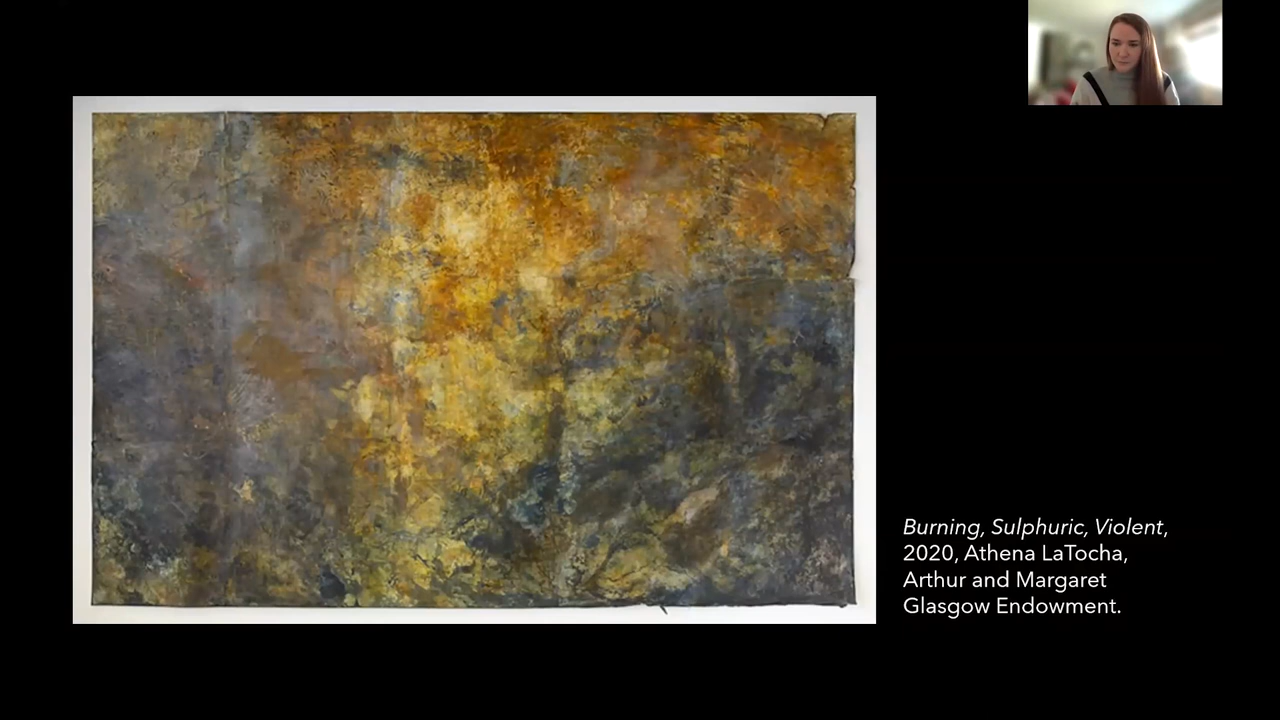 Burning, Sulphuric, Violent,
2020, Athena LaTocha,
Arthur and Margaret
Glasgow Endowment.